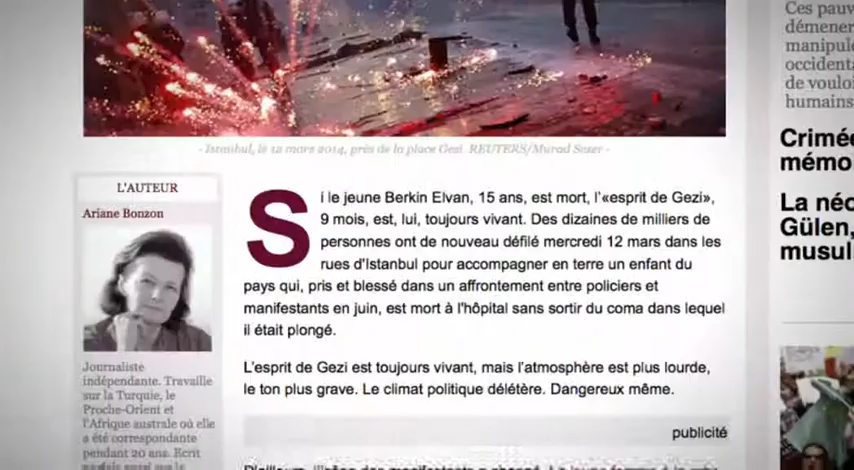 - Istanbul, le 12 mars 2014, près de la place Gezi. REUTERS/Murad Sezer -
L'AUTEUR
Ariane Bonzon
Journaliste
indépendante. Travaille
sur la Turquie, le
Proche-Orient et
l'Afrique australe où elle
a été correspondante
pendant 20 ans. Ecrit
Si le jeune Berkin Elvan, 15 ans, est mort, l'«esprit de Gezi»,
9 mois, est, lui, toujours vivant. Des dizaines de milliers de
personnes ont de nouveau défilé mercredi 12 mars dans les
rues d'Istanbul pour accompagner en terre un enfant du
pays qui, pris et blessé dans un affrontement entre policiers et
manifestants en juin, est mort à l'hôpital sans sortir du coma dans lequel
il était plongé.
L'esprit de Gezi est toujours vivant, mais l'atmosphère est plus lourde,
le ton plus grave. Le climat politique délétère. Dangereux même.
publicité
Ces pauv
démener
manipul
occident
de vouloi
humains
Crimé
mémo
La néo
Gülen,
musul